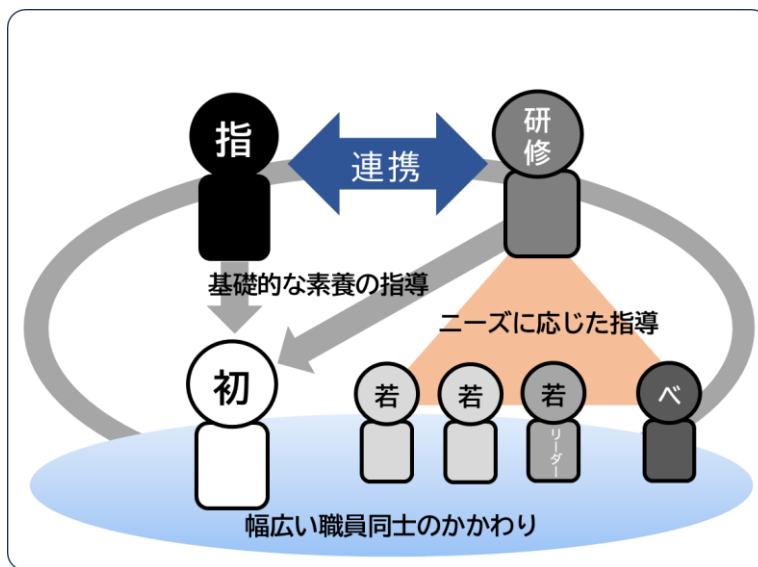 指
連携
研
修
基礎的な素養の指導
ニーズに応じた指導
初
若
若
若
リーダー
ベ
幅広い職員同士のかかわり